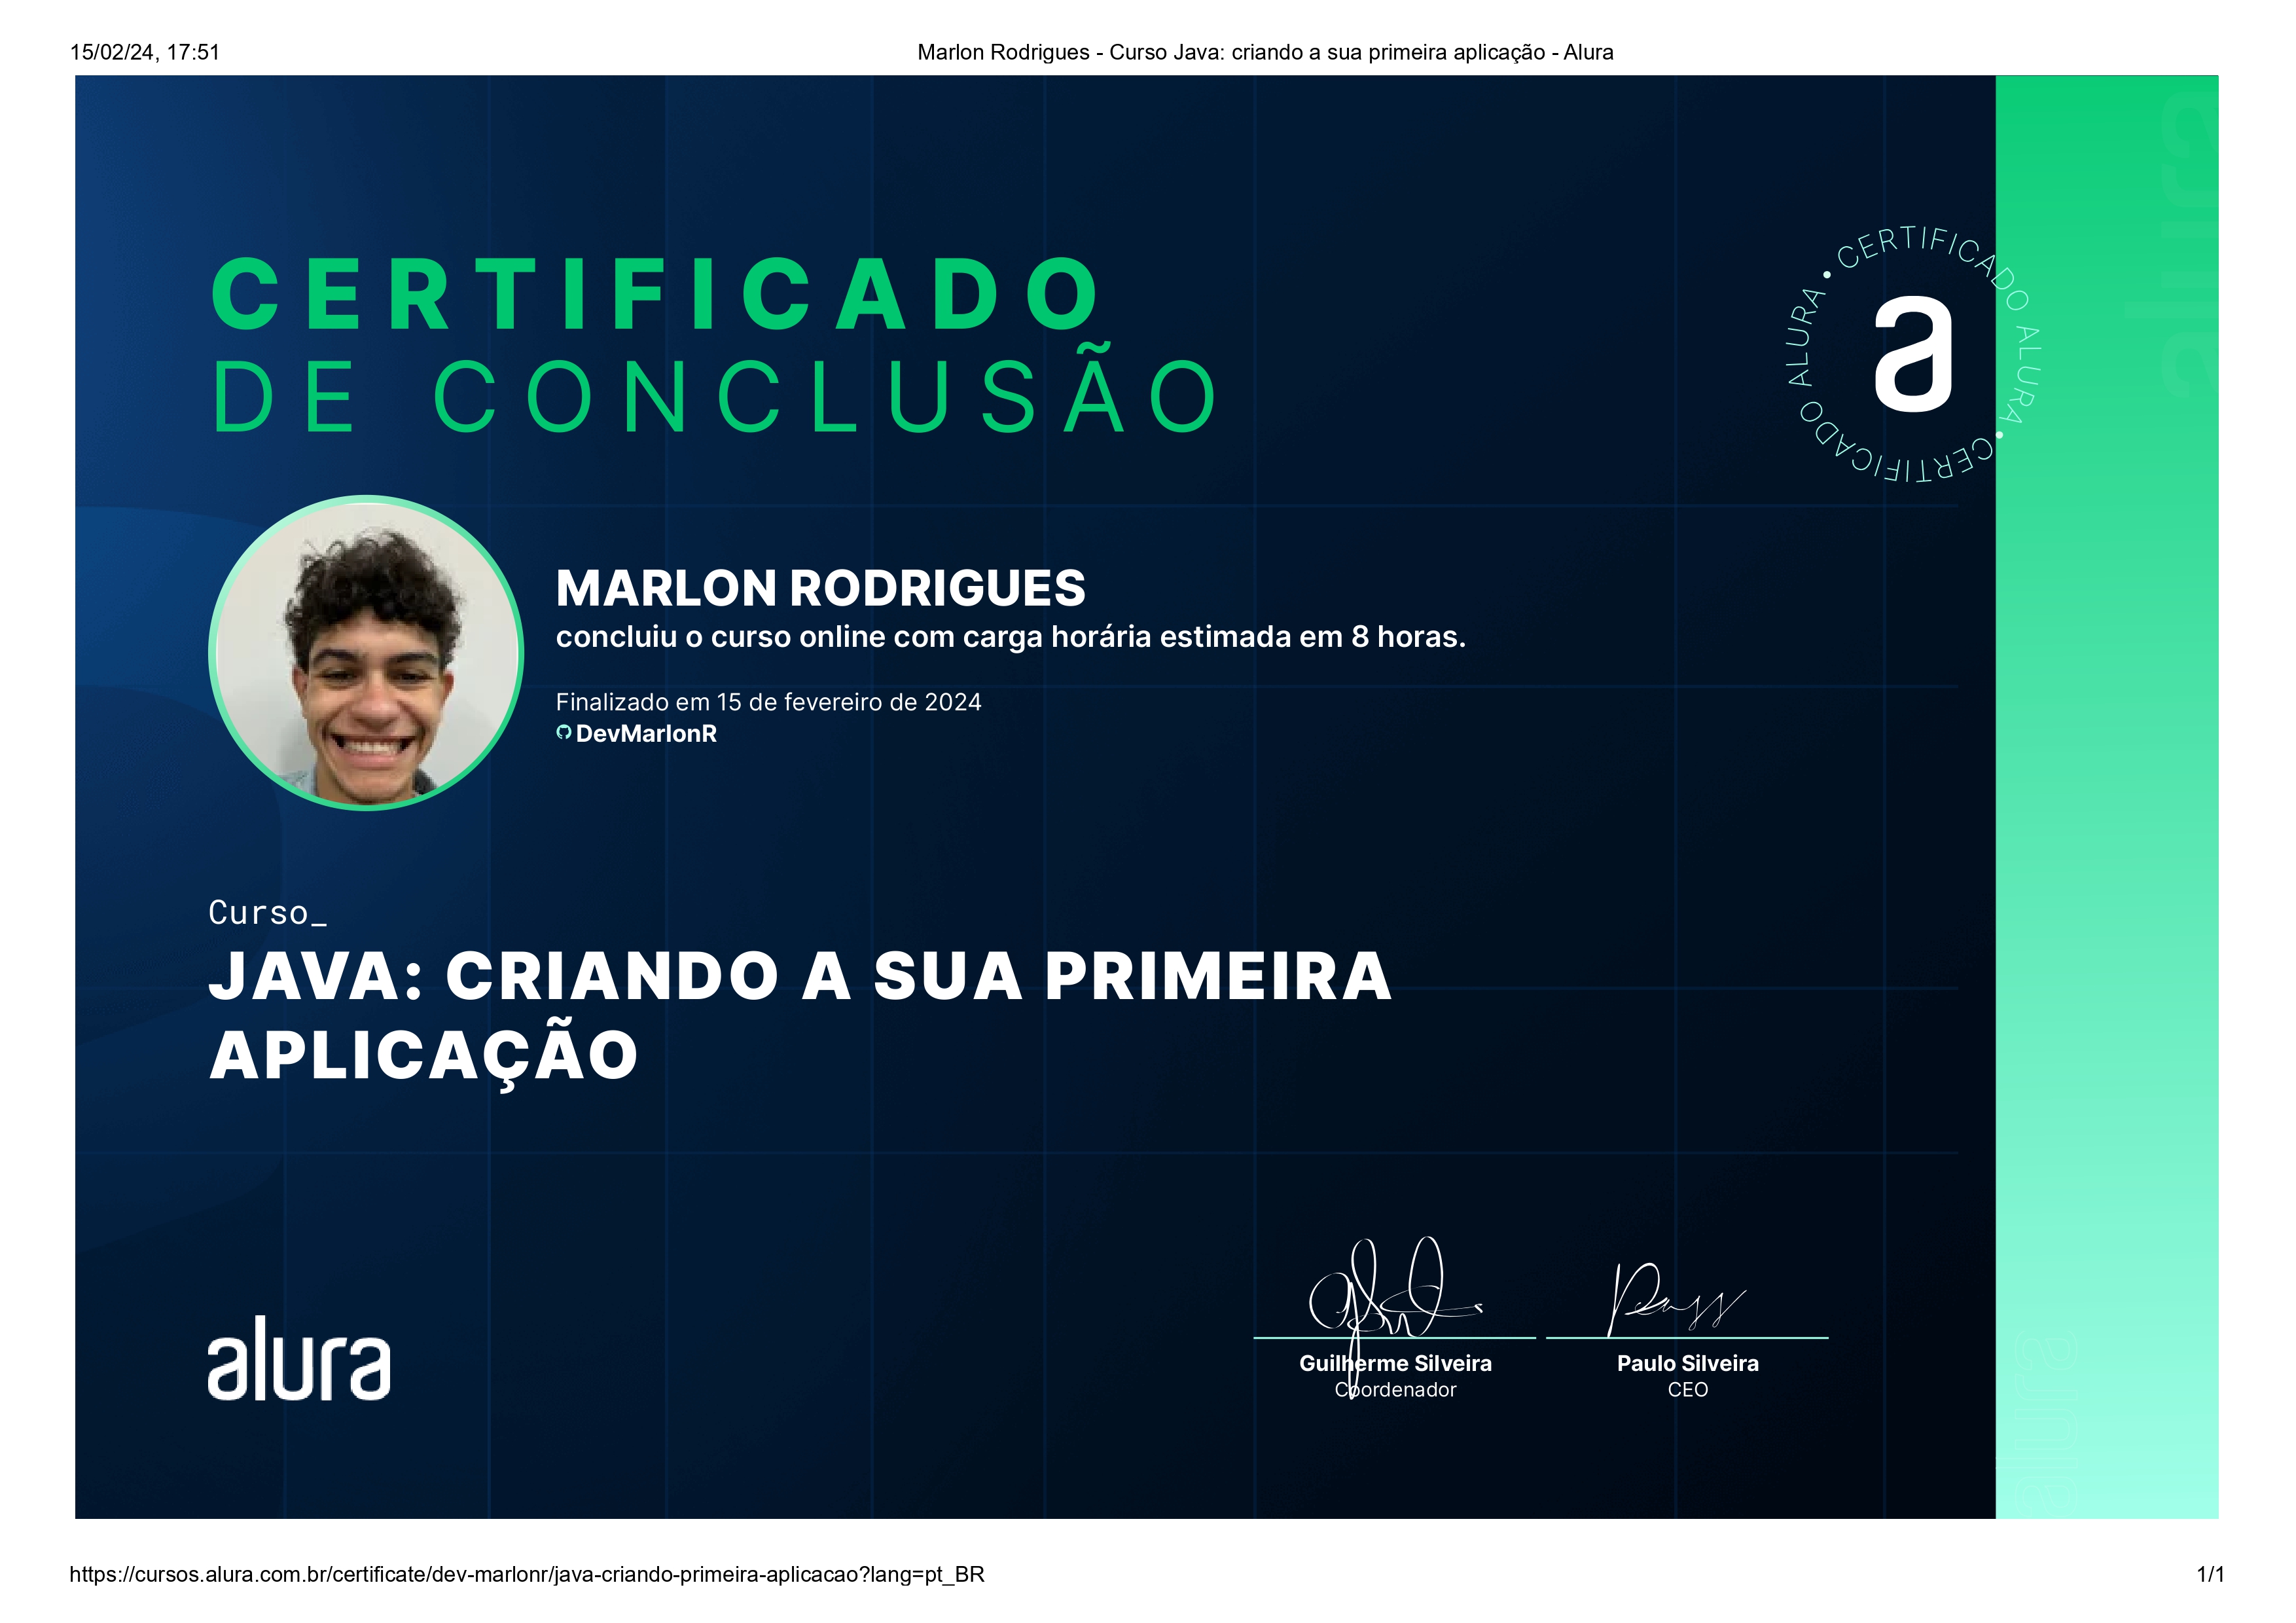 15/02/24, 17:51
Marlon Rodrigues - Curso Java: criando a sua primeira aplicação - Alura
CERTIFICADO
DE CONCLUSÃO
• CERTIFICADO ALURA • CERTIFICADO ALURA
a
alura
MARLON RODRIGUES
concluiu o curso online com carga horária estimada em 8 horas.
Finalizado em 15 de fevereiro de 2024
DevMarlonR
Curso_
JAVA: CRIANDO A SUA PRIMEIRA
APLICAÇÃO
alura
Guilherme Silveira
Coordenador
Paulo Silveira
CEO
alura
https://cursos.alura.com.br/certificate/dev-marlonr/java-criando-primeira-aplicacao?lang=pt_BR
1/1